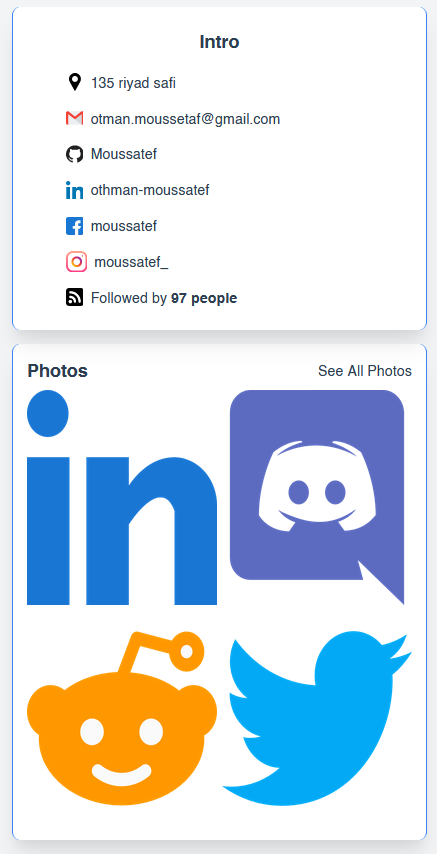 Intro
135 riyad safi
otman.moussetaf@gmail.com
Moussatef
othman-moussatef
moussatef
moussatef_
Followed by 97 people
Photos
See All Photos
in